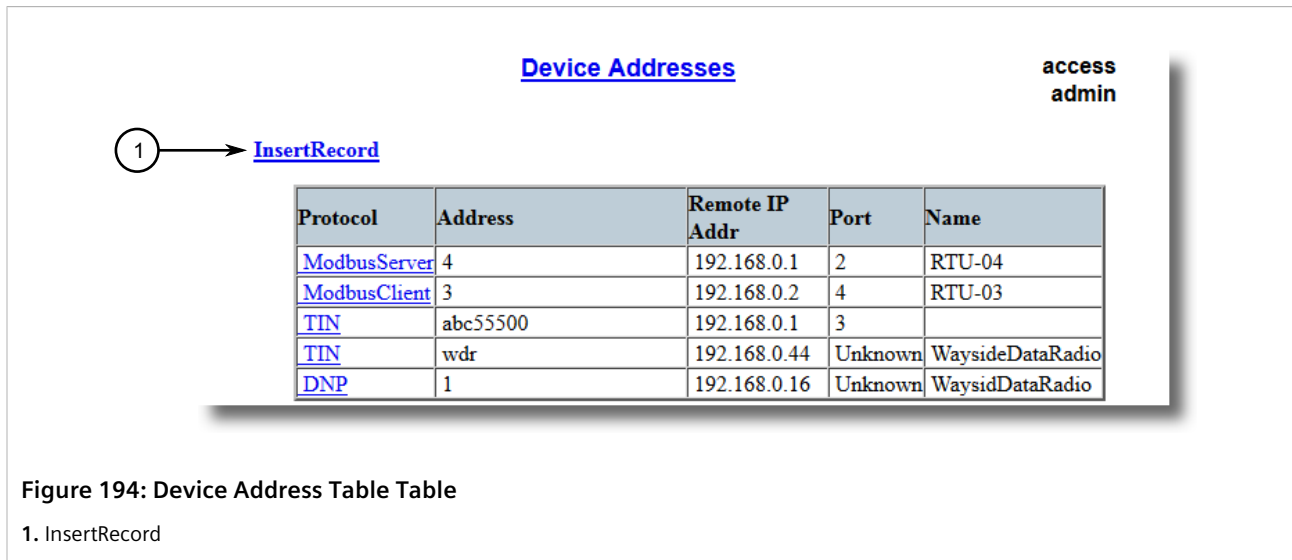 Device Addresses
access
admin
1
InsertRecord
Protocol Address Remote IP Addr Port Name
ModbusServer 4 192.168.0.1 2 RTU-04
ModbusClient 3 192.168.0.2 4 RTU-03
TIN abc55500 192.168.0.1 3
TIN wdr 192.168.0.44 Unknown WaysideDataRadio
DNP 1 192.168.0.16 Unknown WaysidDataRadio
Figure 194: Device Address Table Table
1. InsertRecord